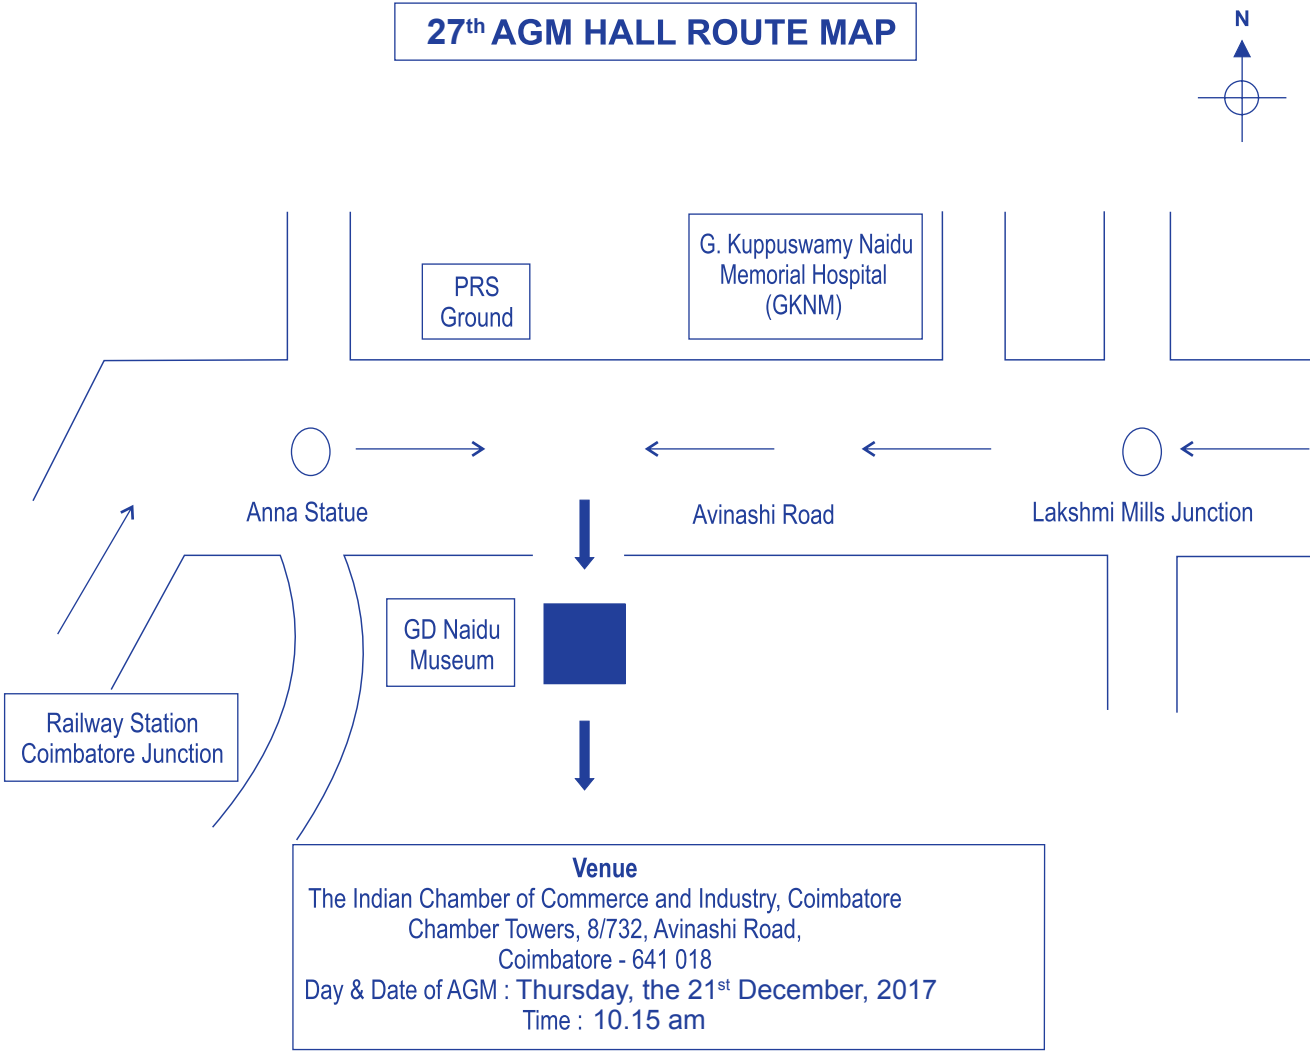 27th AGM HALL ROUTE MAP
N
G. Kuppuswamy Naidu
Memorial Hospital
(GKNM)
PRS
Ground
Anna Statue
Avinashi Road
Lakshmi Mills Junction
GD Naidu
Museum
Railway Station
Coimbatore Junction
Venue
The Indian Chamber of Commerce and Industry, Coimbatore
Chamber Towers, 8/732, Avinashi Road,
Coimbatore - 641 018
Day & Date of AGM : Thursday, the 21st December, 2017
Time : 10.15 am